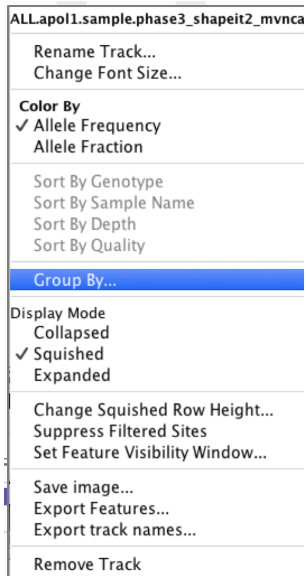 ALL.apol1.sample.phase3_shapeit2_mvnca
Rename Track...
Change Font Size...
Color By
✓ Allele Frequency
Allele Fraction
Sort By Genotype
Sort By Sample Name
Sort By Depth
Sort By Quality
Group By...
Display Mode
Collapsed
✓ Squished
Expanded
Change Squished Row Height...
Suppress Filtered Sites
Set Feature Visibility Window...
Save image...
Export Features...
Export track names...
Remove Track